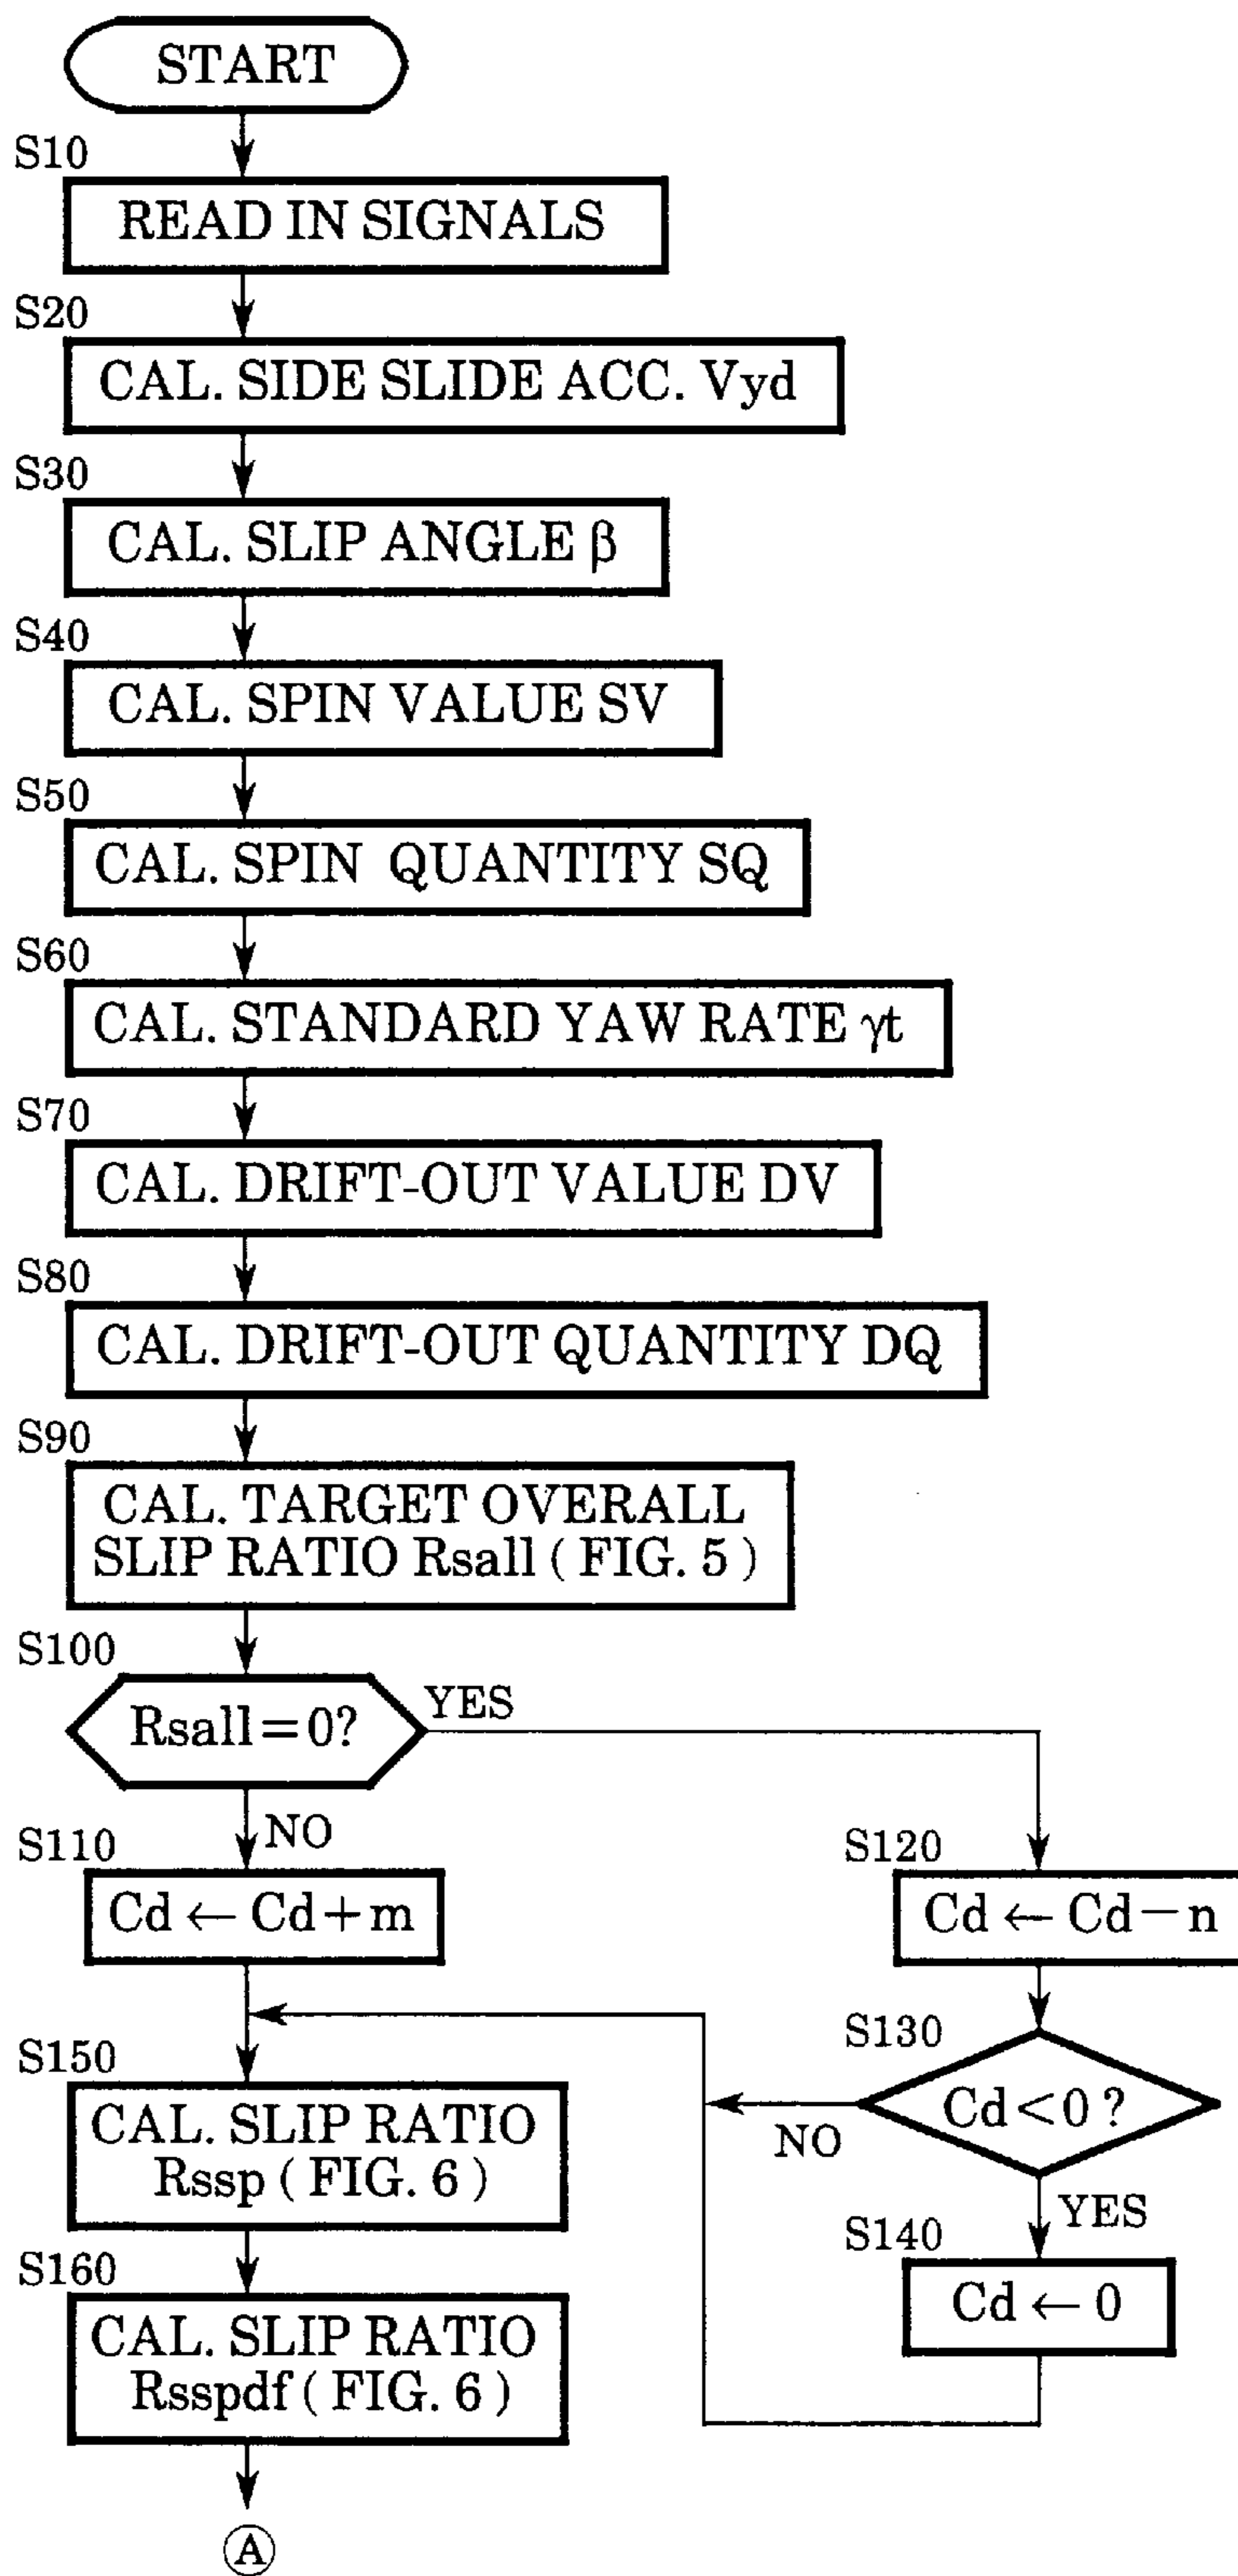 START
S10
READ IN SIGNALS
S20
CAL. SIDE SLIDE ACC. Vyd
S30
CAL. SLIP ANGLE β
S40
CAL. SPIN VALUE SV
S50
CAL. SPIN QUANTITY SQ
S60
CAL. STANDARD YAW RATE γt
S70
CAL. DRIFT-OUT VALUE DV
S80
CAL. DRIFT-OUT QUANTITY DQ
S90
CAL. TARGET OVERALL
SLIP RATIO Rsall ( FIG. 5 )
S100
Rsall=0?
YES
NO
S110
Cd ← Cd+m
S120
Cd ← Cd−n
S130
Cd<0 ?
NO
YES
S140
Cd ← 0
S150
CAL. SLIP RATIO
Rssp ( FIG. 6 )
S160
CAL. SLIP RATIO
Rsspdf ( FIG. 6 )
A